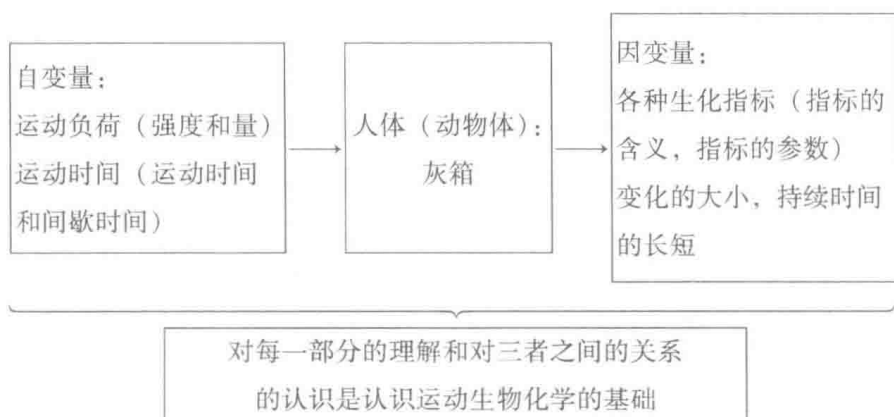 自变量：
运动负荷（强度和量）
运动时间（运动时间
和间歇时间）
人体（动物体）：
灰箱
因变量：
各种生化指标（指标的
含义，指标的参数）
变化的大小，持续时间
的长短
对每一部分的理解和对三者之间的关系
的认识是认识运动生物化学的基础